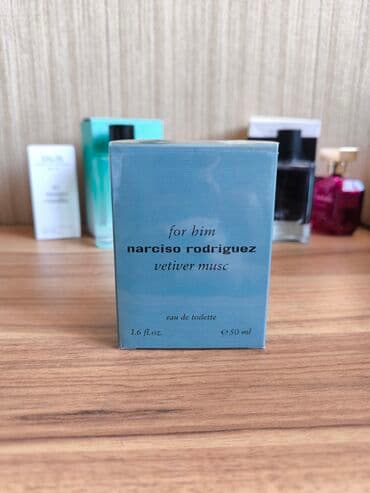 for him
narciso rodriguez
vetiver musc
eau de toilette
1.6 fl.oz. ℮50 ml